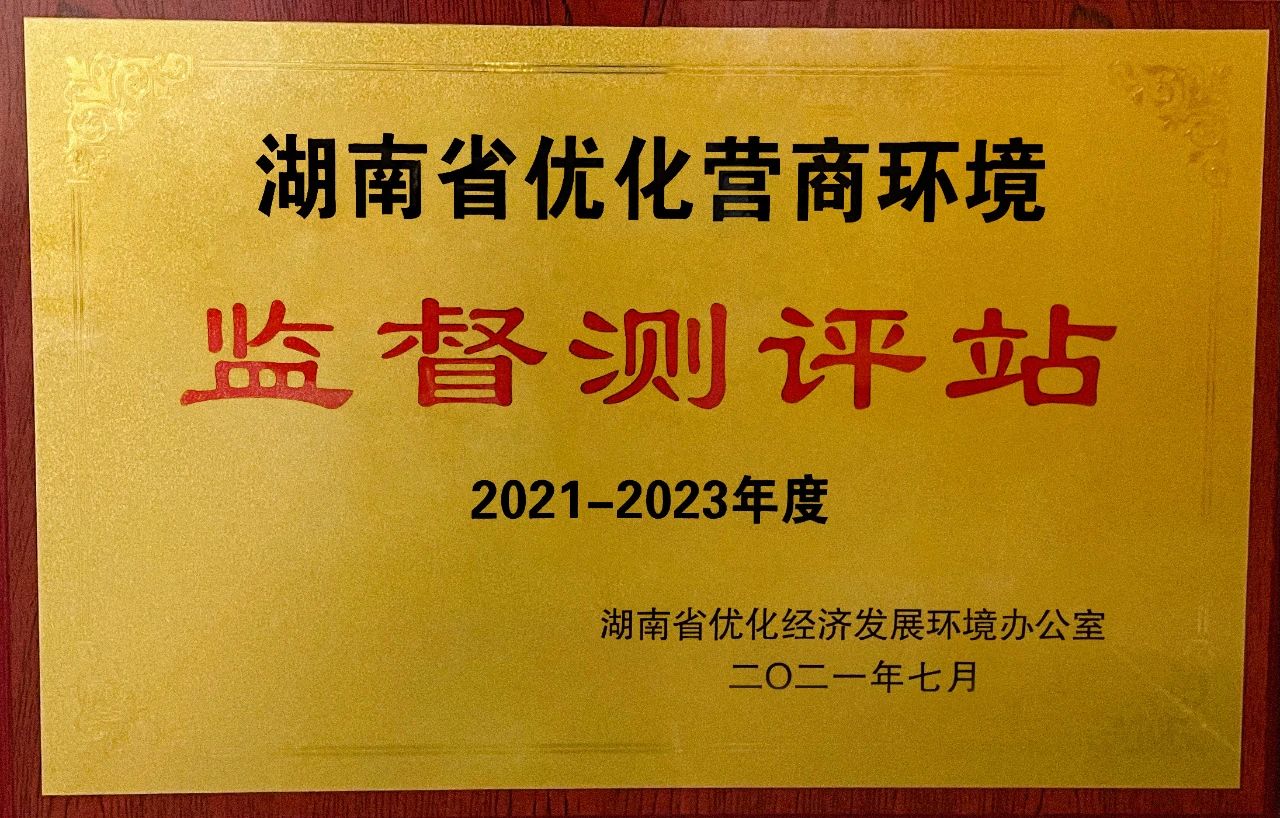 湖南省优化营商环境
监督测评站
2021-2023年度
湖南省优化经济发展环境办公室
二〇二一年七月